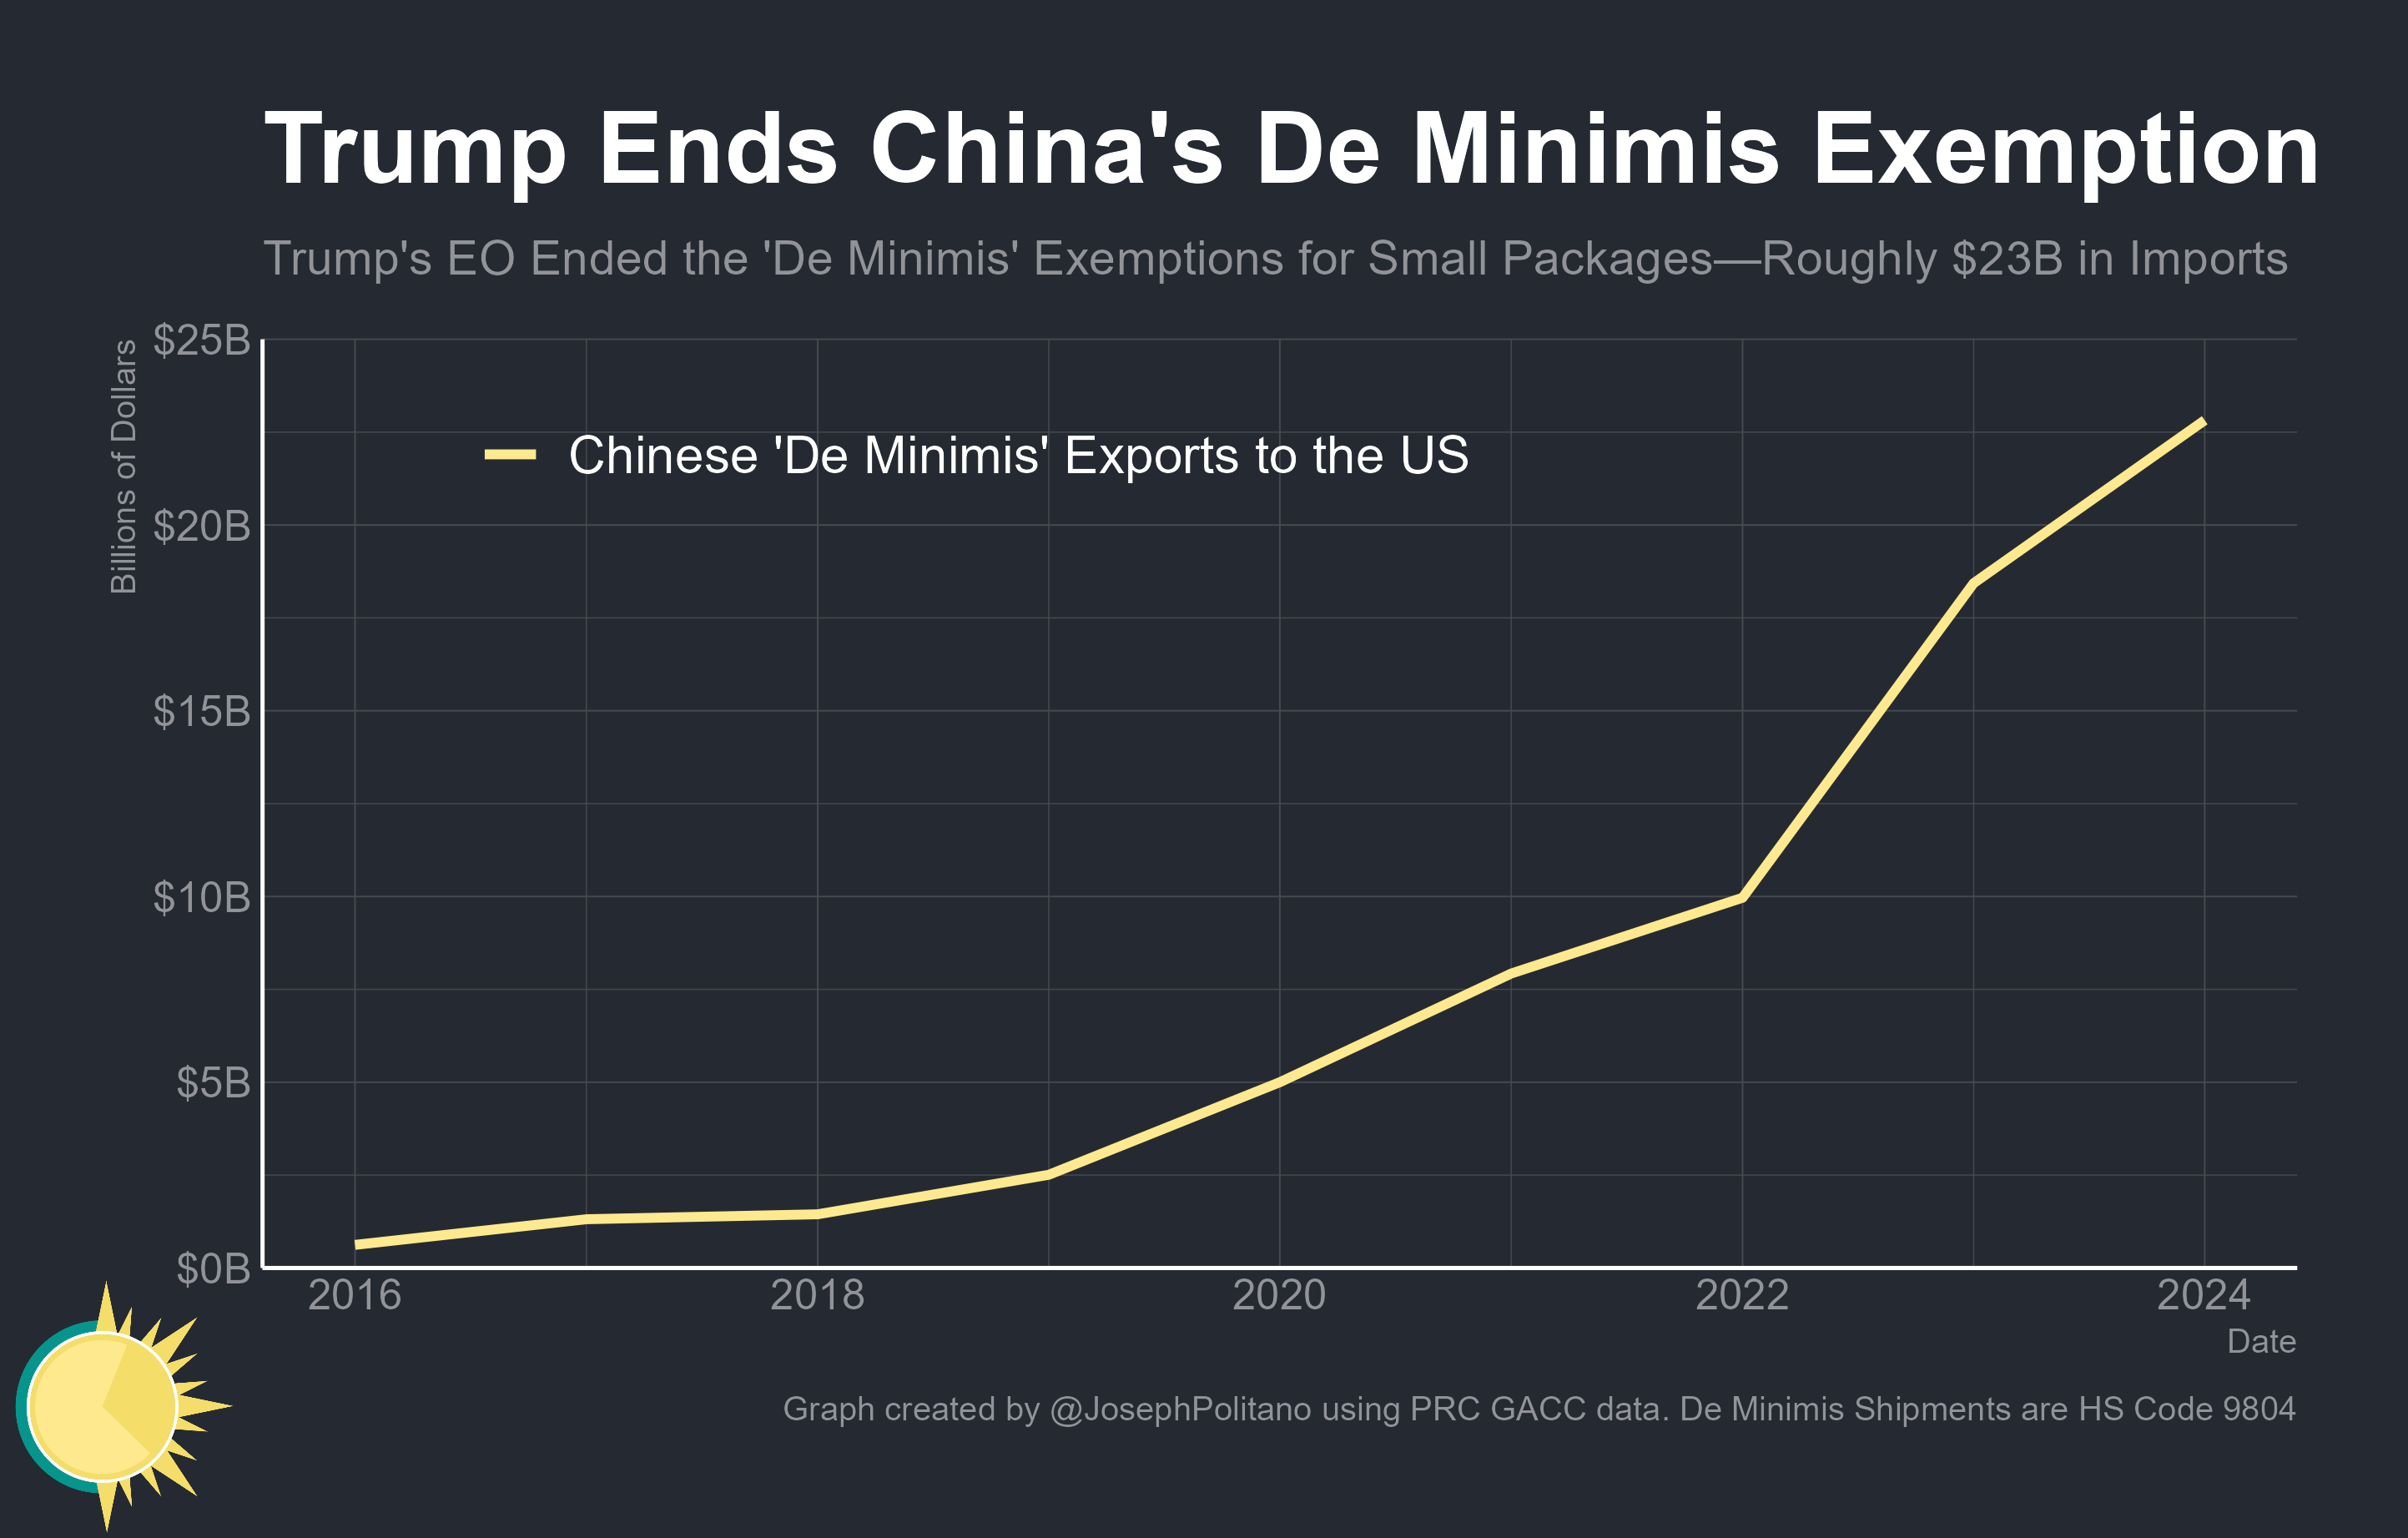 Trump Ends China's De Minimis Exemption
Trump's EO Ended the 'De Minimis' Exemptions for Small Packages—Roughly $23B in Imports
Billions of Dollars
$25B
$20B
$15B
$10B
$5B
$0B
Chinese 'De Minimis' Exports to the US
2016 2018 2020 2022 2024
Date
Graph created by @JosephPolitano using PRC GACC data. De Minimis Shipments are HS Code 9804